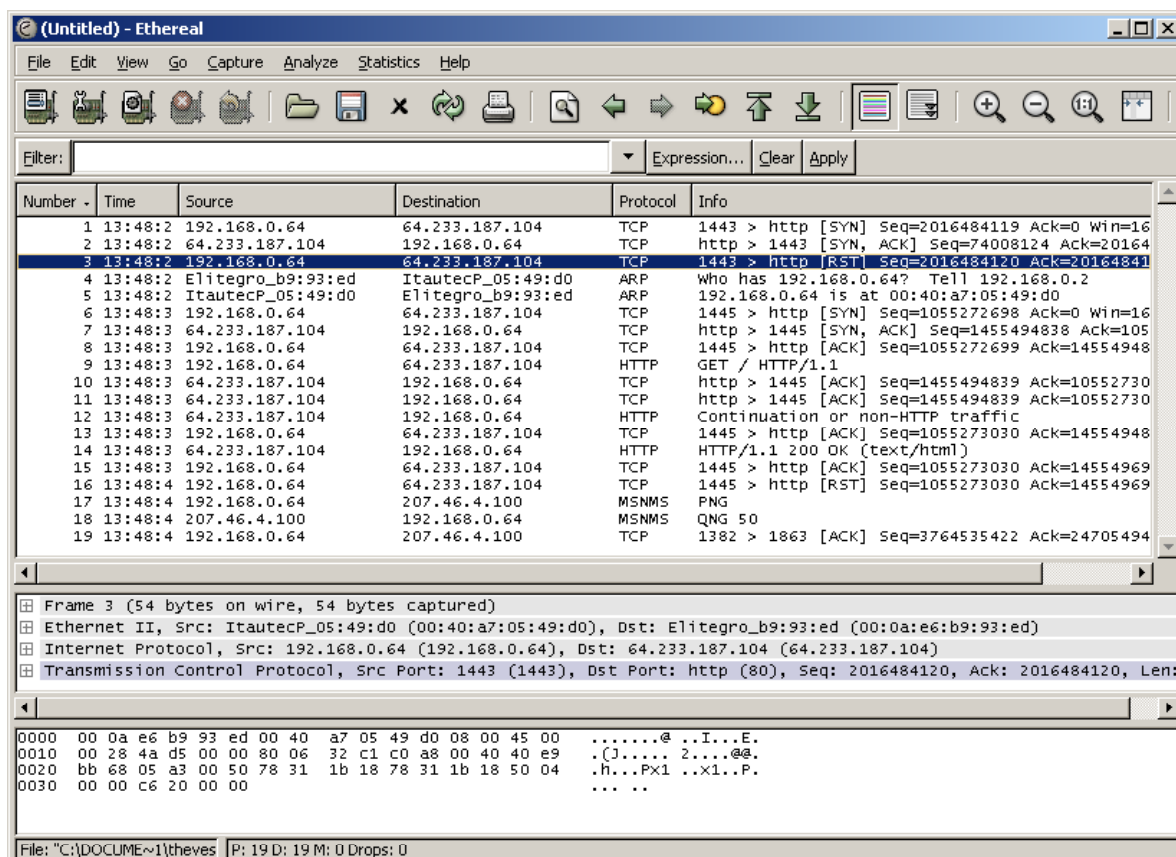 (Untitled) - Ethereal
File Edit View Go Capture Analyze Statistics Help
Filter: Expression... Clear Apply
Number Time Source Destination Protocol Info
1 13:48:2 192.168.0.64 64.233.187.104 TCP 1443 > http [SYN] Seq=2016484119 Ack=0 Win=16
2 13:48:2 64.233.187.104 192.168.0.64 TCP http > 1443 [SYN, ACK] Seq=74008124 Ack=20164
3 13:48:2 192.168.0.64 64.233.187.104 TCP 1443 > http [RST] Seq=2016484120 Ack=20164841
4 13:48:2 Elitegro_b9:93:ed ItautecP_05:49:d0 ARP Who has 192.168.0.64? Tell 192.168.0.2
5 13:48:2 ItautecP_05:49:d0 Elitegro_b9:93:ed ARP 192.168.0.64 is at 00:40:a7:05:49:d0
6 13:48:3 192.168.0.64 64.233.187.104 TCP 1445 > http [SYN] Seq=1055272698 Ack=0 Win=16
7 13:48:3 64.233.187.104 192.168.0.64 TCP http > 1445 [SYN, ACK] Seq=1455494838 Ack=105
8 13:48:3 192.168.0.64 64.233.187.104 TCP 1445 > http [ACK] Seq=1055272699 Ack=14554948
9 13:48:3 192.168.0.64 64.233.187.104 HTTP GET / HTTP/1.1
10 13:48:3 64.233.187.104 192.168.0.64 TCP http > 1445 [ACK] Seq=1455494839 Ack=10552730
11 13:48:3 64.233.187.104 192.168.0.64 TCP http > 1445 [ACK] Seq=1455494839 Ack=10552730
12 13:48:3 64.233.187.104 192.168.0.64 HTTP Continuation or non-HTTP traffic
13 13:48:3 192.168.0.64 64.233.187.104 TCP 1445 > http [ACK] Seq=1055273030 Ack=14554948
14 13:48:3 64.233.187.104 192.168.0.64 HTTP HTTP/1.1 200 OK (text/html)
15 13:48:3 192.168.0.64 64.233.187.104 TCP 1445 > http [ACK] Seq=1055273030 Ack=14554969
16 13:48:3 192.168.0.64 64.233.187.104 TCP 1445 > http [RST] Seq=1055273030 Ack=14554969
17 13:48:4 192.168.0.64 207.46.4.100 MSNMS PNG
18 13:48:4 207.46.4.100 192.168.0.64 MSNMS QNG 50
19 13:48:4 192.168.0.64 207.46.4.100 TCP 1382 > 1863 [ACK] Seq=3764535422 Ack=24705494
Frame 3 (54 bytes on wire, 54 bytes captured)
Ethernet II, Src: ItautecP_05:49:d0 (00:40:a7:05:49:d0), Dst: Elitegro_b9:93:ed (00:0a:e6:b9:93:ed)
Internet Protocol, Src: 192.168.0.64 (192.168.0.64), Dst: 64.233.187.104 (64.233.187.104)
Transmission Control Protocol, Src Port: 1443 (1443), Dst Port: http (80), Seq: 2016484120, Ack: 2016484120, Len:
0000 00 0a e6 b9 93 ed 00 40 a7 05 49 d0 08 00 45 00 .......@ ..I...E.
0010 00 28 4a d5 00 00 80 06 32 c1 c0 a8 00 40 40 e9 .(J..... 2....@@.
0020 bb 68 05 a3 00 50 78 31 1b 18 78 31 1b 18 50 04 .h...Px1 ..x1..P.
0030 00 00 c6 20 00 00 ... ..
File: "C:\DOCUME~1\theves P: 19 D: 19 M: 0 Drops: 0